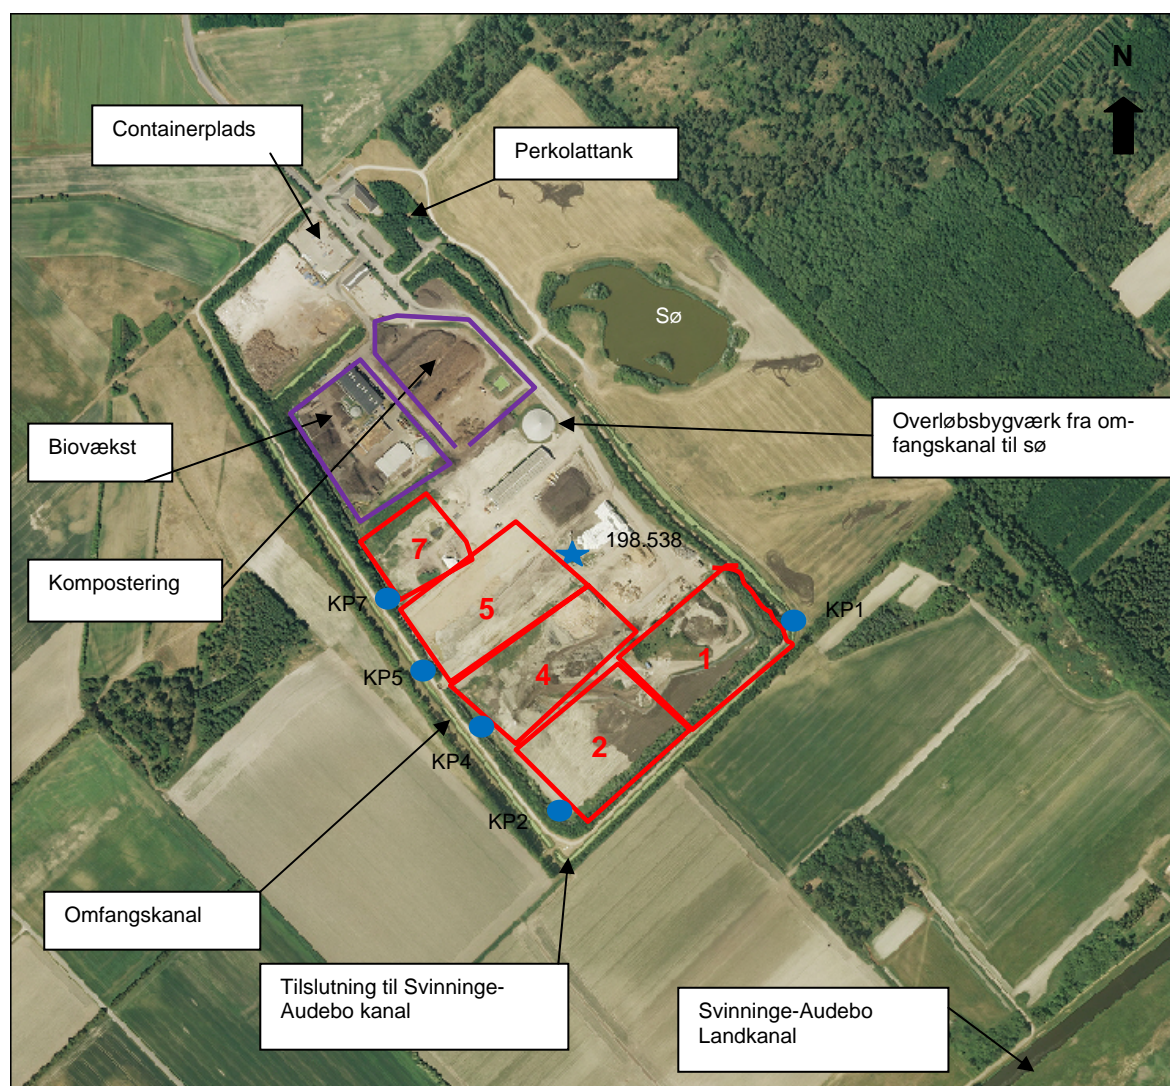 N
Containerplads
Perkolattank
Sø
Overløbsbygværk fra om-
fangskanal til sø
Biovækst
198.538
7
Kompostering
KP7
5
KP1
1
KP5
4
KP4
2
KP2
Omfangskanal
Tilslutning til Svinninge-
Audebo kanal
Svinninge-Audebo
Landkanal